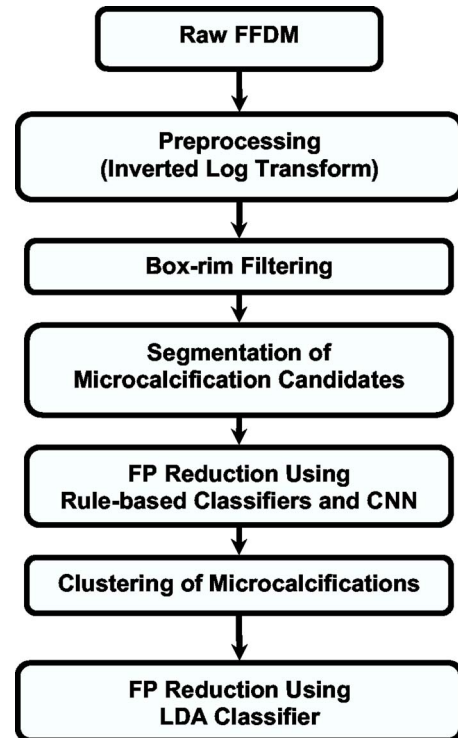 Raw FFDM
Preprocessing
(Inverted Log Transform)
Box-rim Filtering
Segmentation of
Microcalcification Candidates
FP Reduction Using
Rule-based Classifiers and CNN
Clustering of Microcalcifications
FP Reduction Using
LDA Classifier